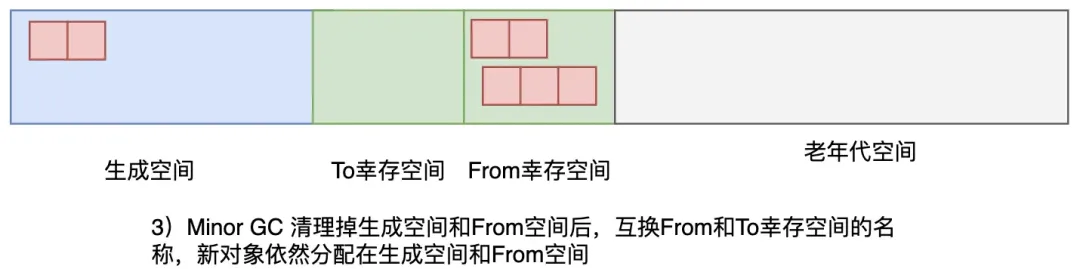 生成空间
To幸存空间
From幸存空间
老年代空间
3）Minor GC 清理掉生成空间和From空间后，互换From和To幸存空间的名
称，新对象依然分配在生成空间和From空间